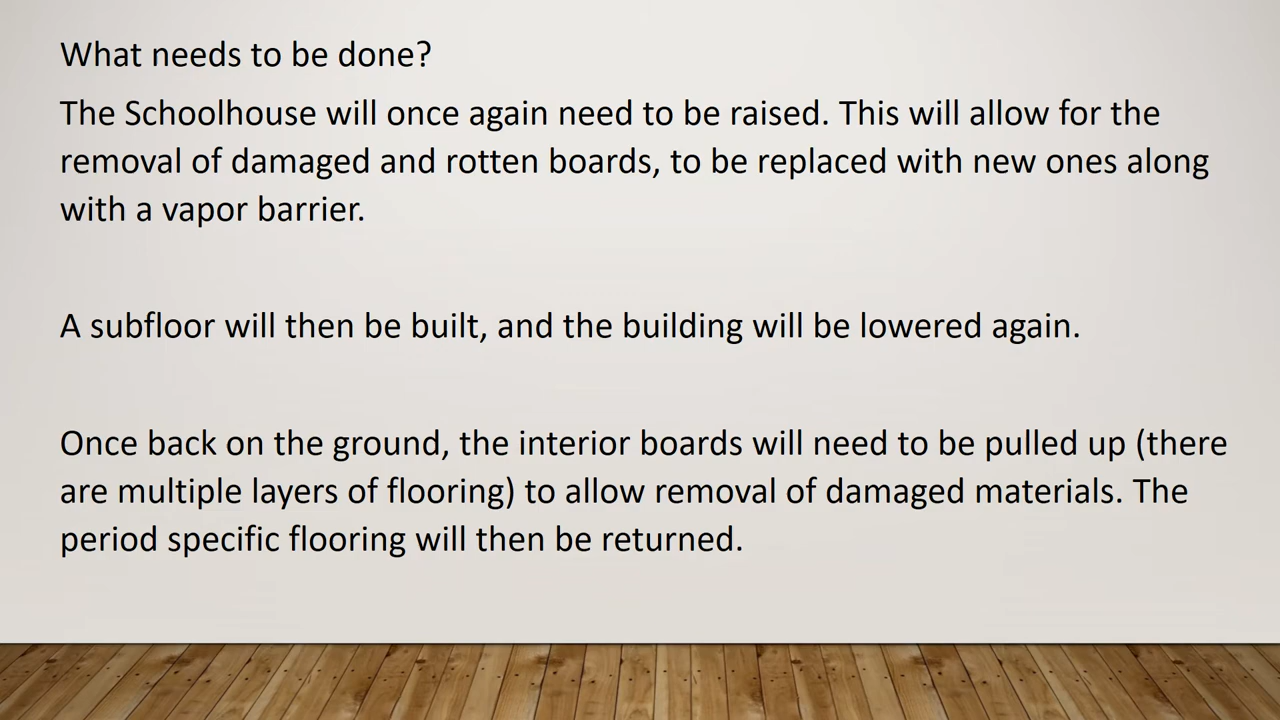 What needs to be done?
The Schoolhouse will once again need to be raised. This will allow for the
removal of damaged and rotten boards, to be replaced with new ones along
with a vapor barrier.
A subfloor will then be built, and the building will be lowered again.
Once back on the ground, the interior boards will need to be pulled up (there
are multiple layers of flooring) to allow removal of damaged materials. The
period specific flooring will then be returned.